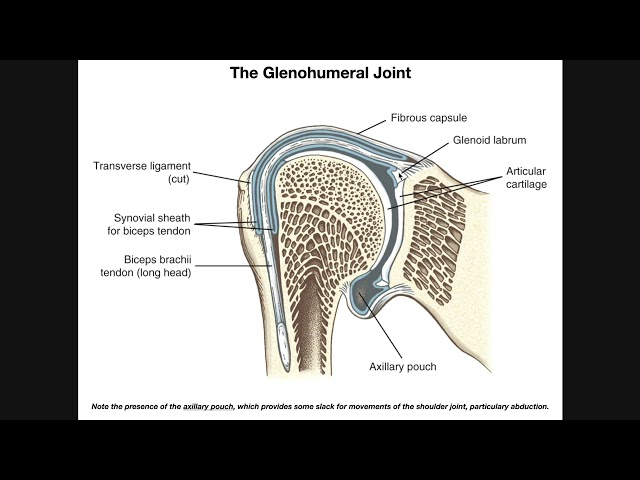 The Glenohumeral Joint
Fibrous capsule
Glenoid labrum
Transverse ligament
(cut)
Articular
cartilage
Synovial sheath
for biceps tendon
Biceps brachii
tendon (long head)
Axillary pouch
Note the presence of the axillary pouch, which provides some slack for movements of the shoulder joint, particulary abduction.